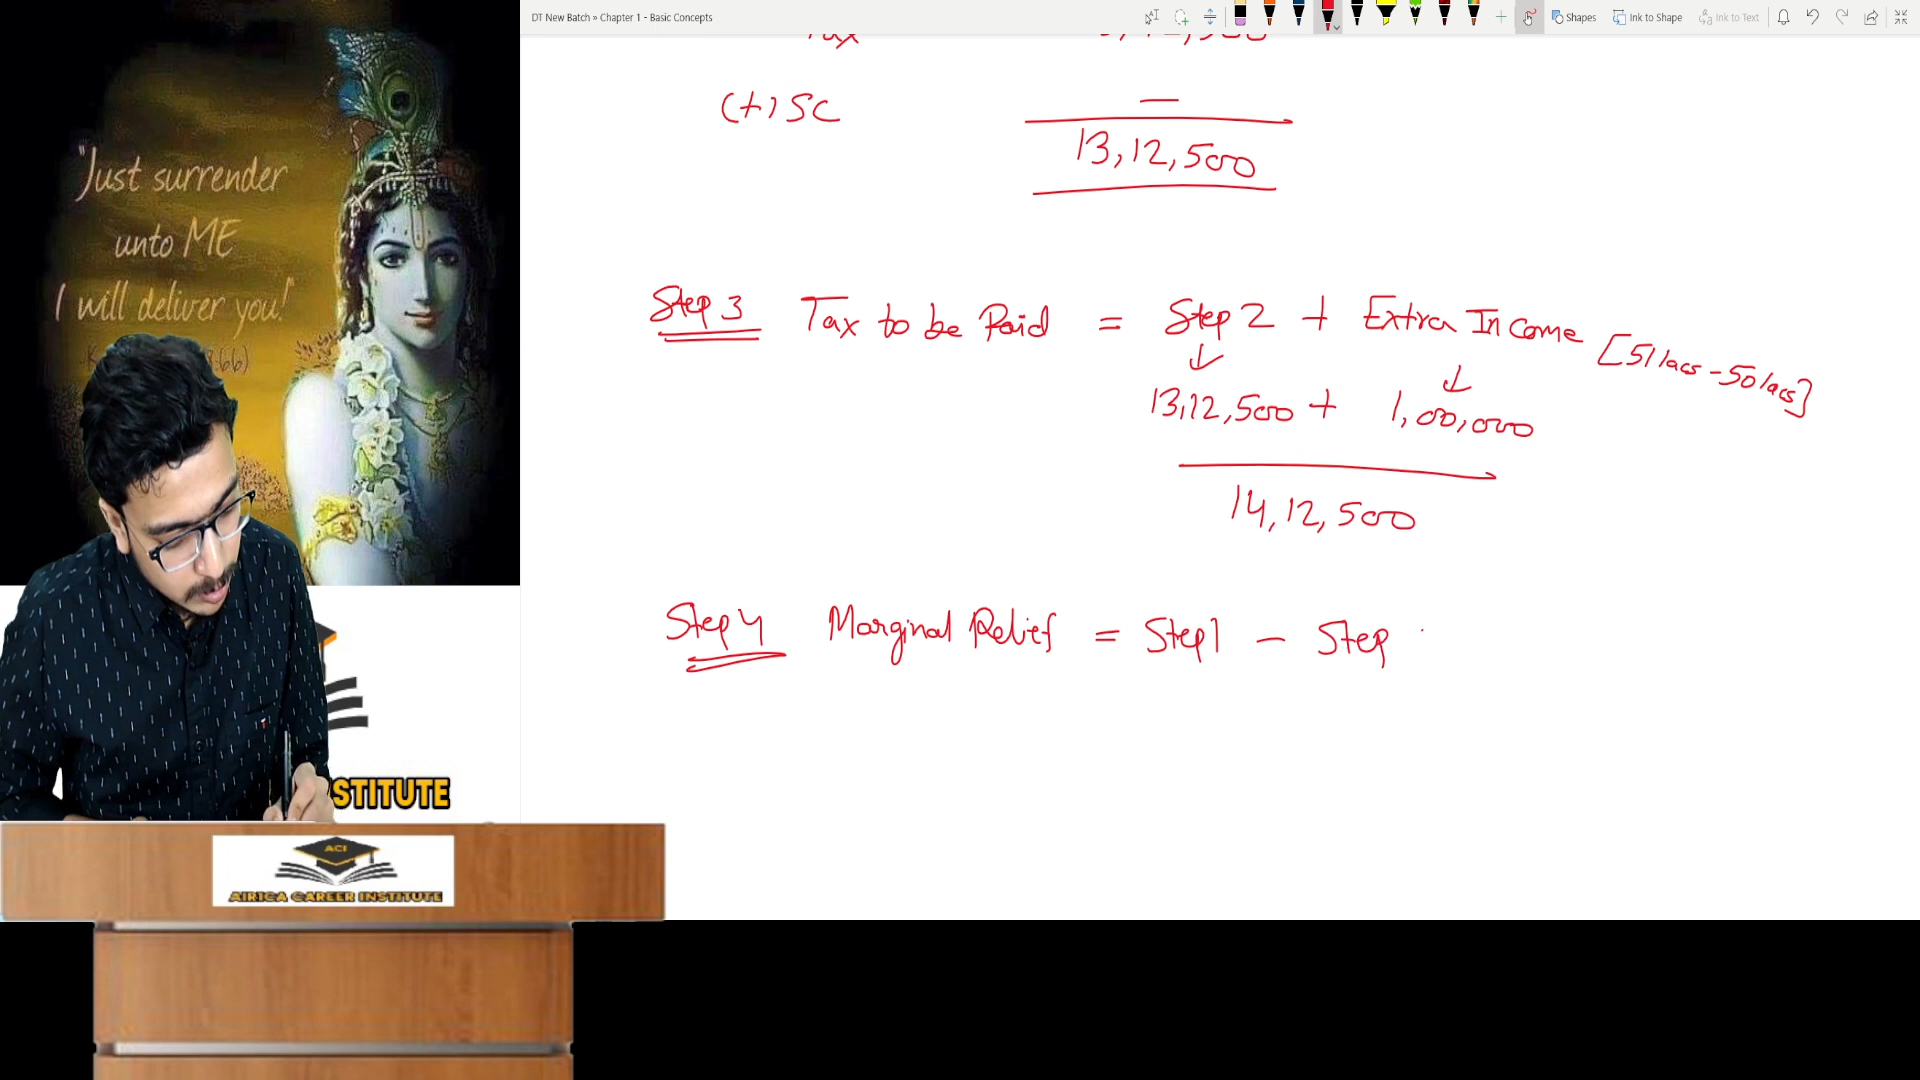 DT New Batch » Chapter 1 - Basic Concepts
Shapes
Ink to Shape
Ink to Text
Tax
(+) SC —
13,12,500
Step 3 Tax to be Paid = Step 2 + Extra Income [51 lacs - 50 lacs]
13,12,500 + 1,00,000
14,12,500
Step 4 Marginal Relief = Step 1 - Step
"Just surrender
unto ME
I will deliver you!"
STITUTE
ACI
AIRICA CAREER INSTITUTE